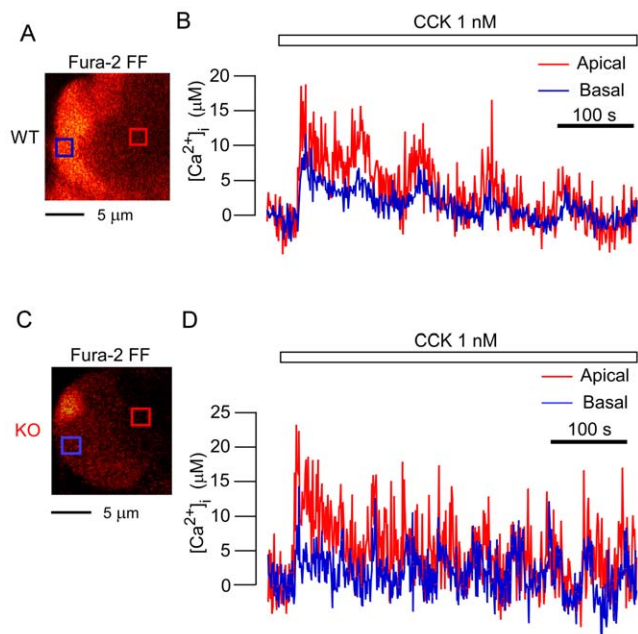 A
Fura-2 FF
WT
5 μm
B
CCK 1 nM
Apical
Basal
100 s
[Ca²⁺]ᵢ (μM)
20
15
10
5
0
C
Fura-2 FF
KO
5 μm
D
CCK 1 nM
Apical
Basal
100 s
[Ca²⁺]ᵢ (μM)
25
20
15
10
5
0